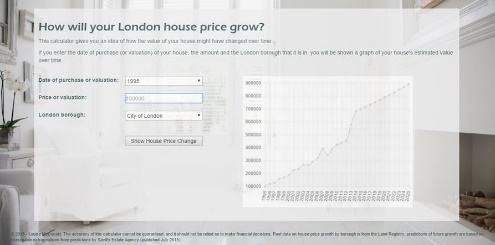 How will your London house price grow?
This calculator gives you an idea of how the value of your house might have changed over time.
If you enter the date of purchase (or valuation) of your house, the amount and the London borough that it is in, you will be shown a graph of your house's estimated value
over time.
Date of purchase or valuation:
1995
Price or valuation:
100000
London borough:
City of London
Show House Price Change
900000
800000
700000
600000
500000
400000
300000
200000
100000
The accuracy of this calculator cannot be guaranteed, and it should not be relied on to make financial decisions. Past data on house price growth by borough is from the Land Registry, predictions of future growth are based on
by Savills Estate Agency (published July 2015).